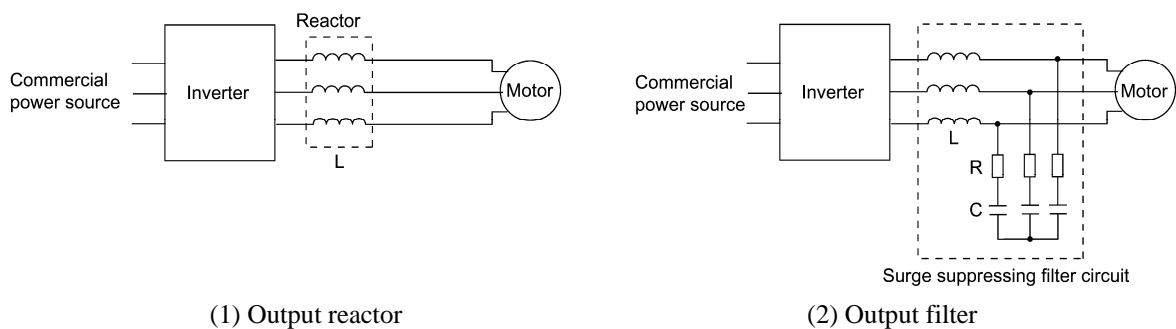 Reactor
Commercial
power source
Inverter
Motor
L
(1) Output reactor
Commercial
power source
Inverter
Motor
L
R
C
Surge suppressing filter circuit
(2) Output filter